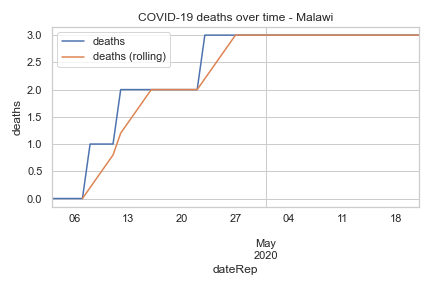 COVID-19 deaths over time - Malawi
deaths
deaths (rolling)
deaths
3.0
2.5
2.0
1.5
1.0
0.5
0.0
06 13 20 27 04 11 18
May
2020
dateRep